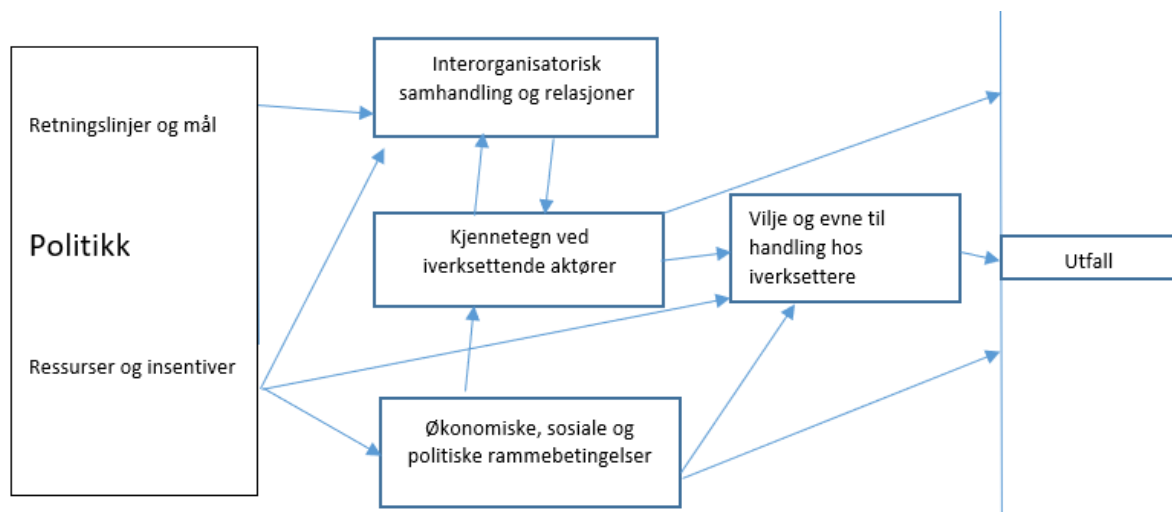 Retningslinjer og mål
Politikk
Ressurser og insentiver
Interorganisatorisk
samhandling og relasjoner
Kjennetegn ved
iverksettende aktører
Økonomiske, sosiale og
politiske rammebetingelser
Vilje og evne til
handling hos
iverksettere
Utfall